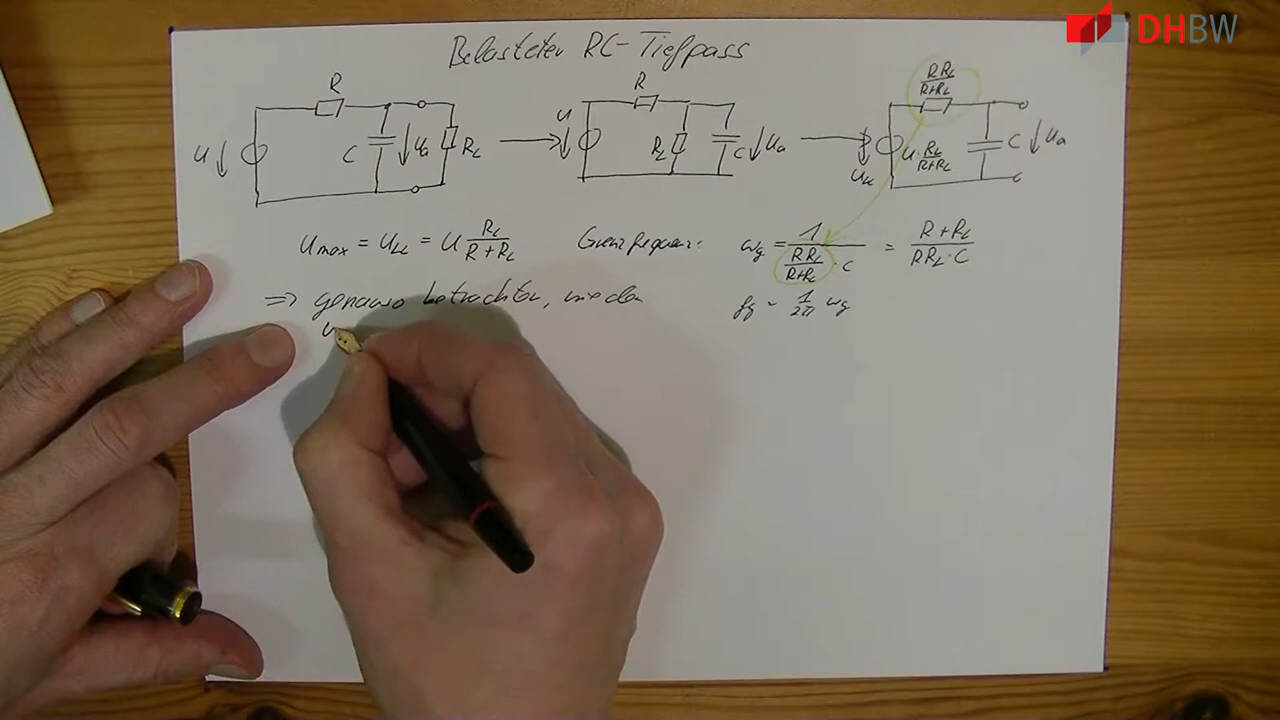 DHBW
Belasteter RC-Tiefpass
U R C Ua RL
U R RL C Ua
ULL U · RL/(R+RL) RRL/(R+RL) C Ua
Umax = ULL = U RL/(R+RL)
Grenzfrequenz: ωg = 1/(RRL/(R+RL) · C) = (R+RL)/(RRL · C)
⇒ genauso betrachten, wie den
fg = 1/2π ωg
u